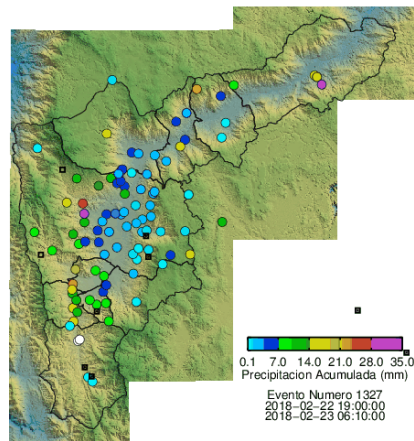 0.1 7.0 14.0 21.0 28.0 35.0
Precipitacion Acumulada (mm)
Evento Numero 1327
2018-02-22 19:00:00
2018-02-23 06:10:00